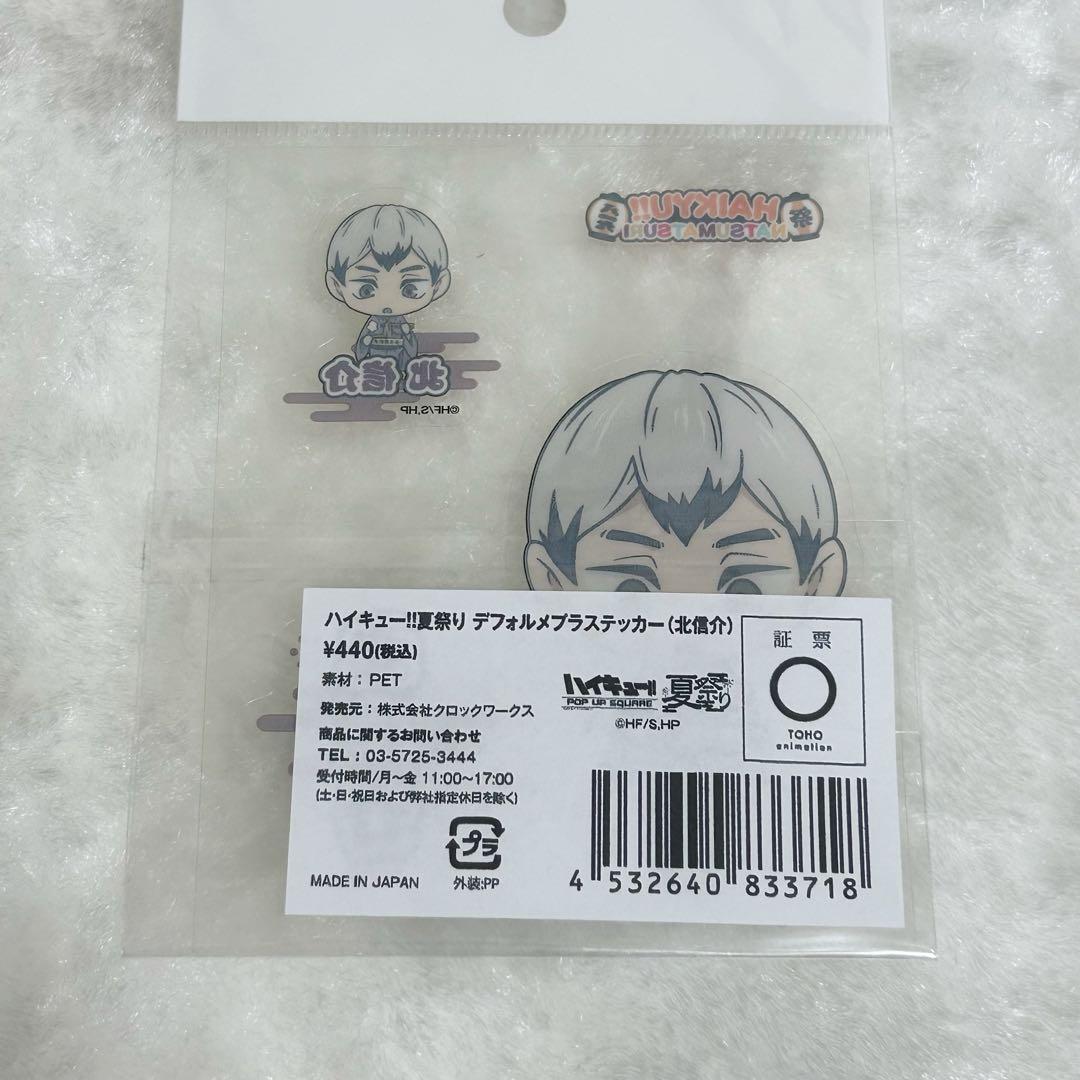 HAIKYU!!
NATSUMATSURI
祭
北 信介
©HF/S,HP
ハイキュー!!夏祭り デフォルメプラステッカー(北信介)
¥440(税込)
素材：PET
発売元：株式会社クロックワークス
商品に関するお問い合わせ
TEL：03-5725-3444
受付時間/月～金 11:00～17:00
(土・日・祝日および弊社指定休日を除く)
プラ
MADE IN JAPAN
外装:PP
ハイキュー!!
POP UP SQUARE
夏祭り
©HF/S,HP
証票
TOHO
animation
4 532640 833718